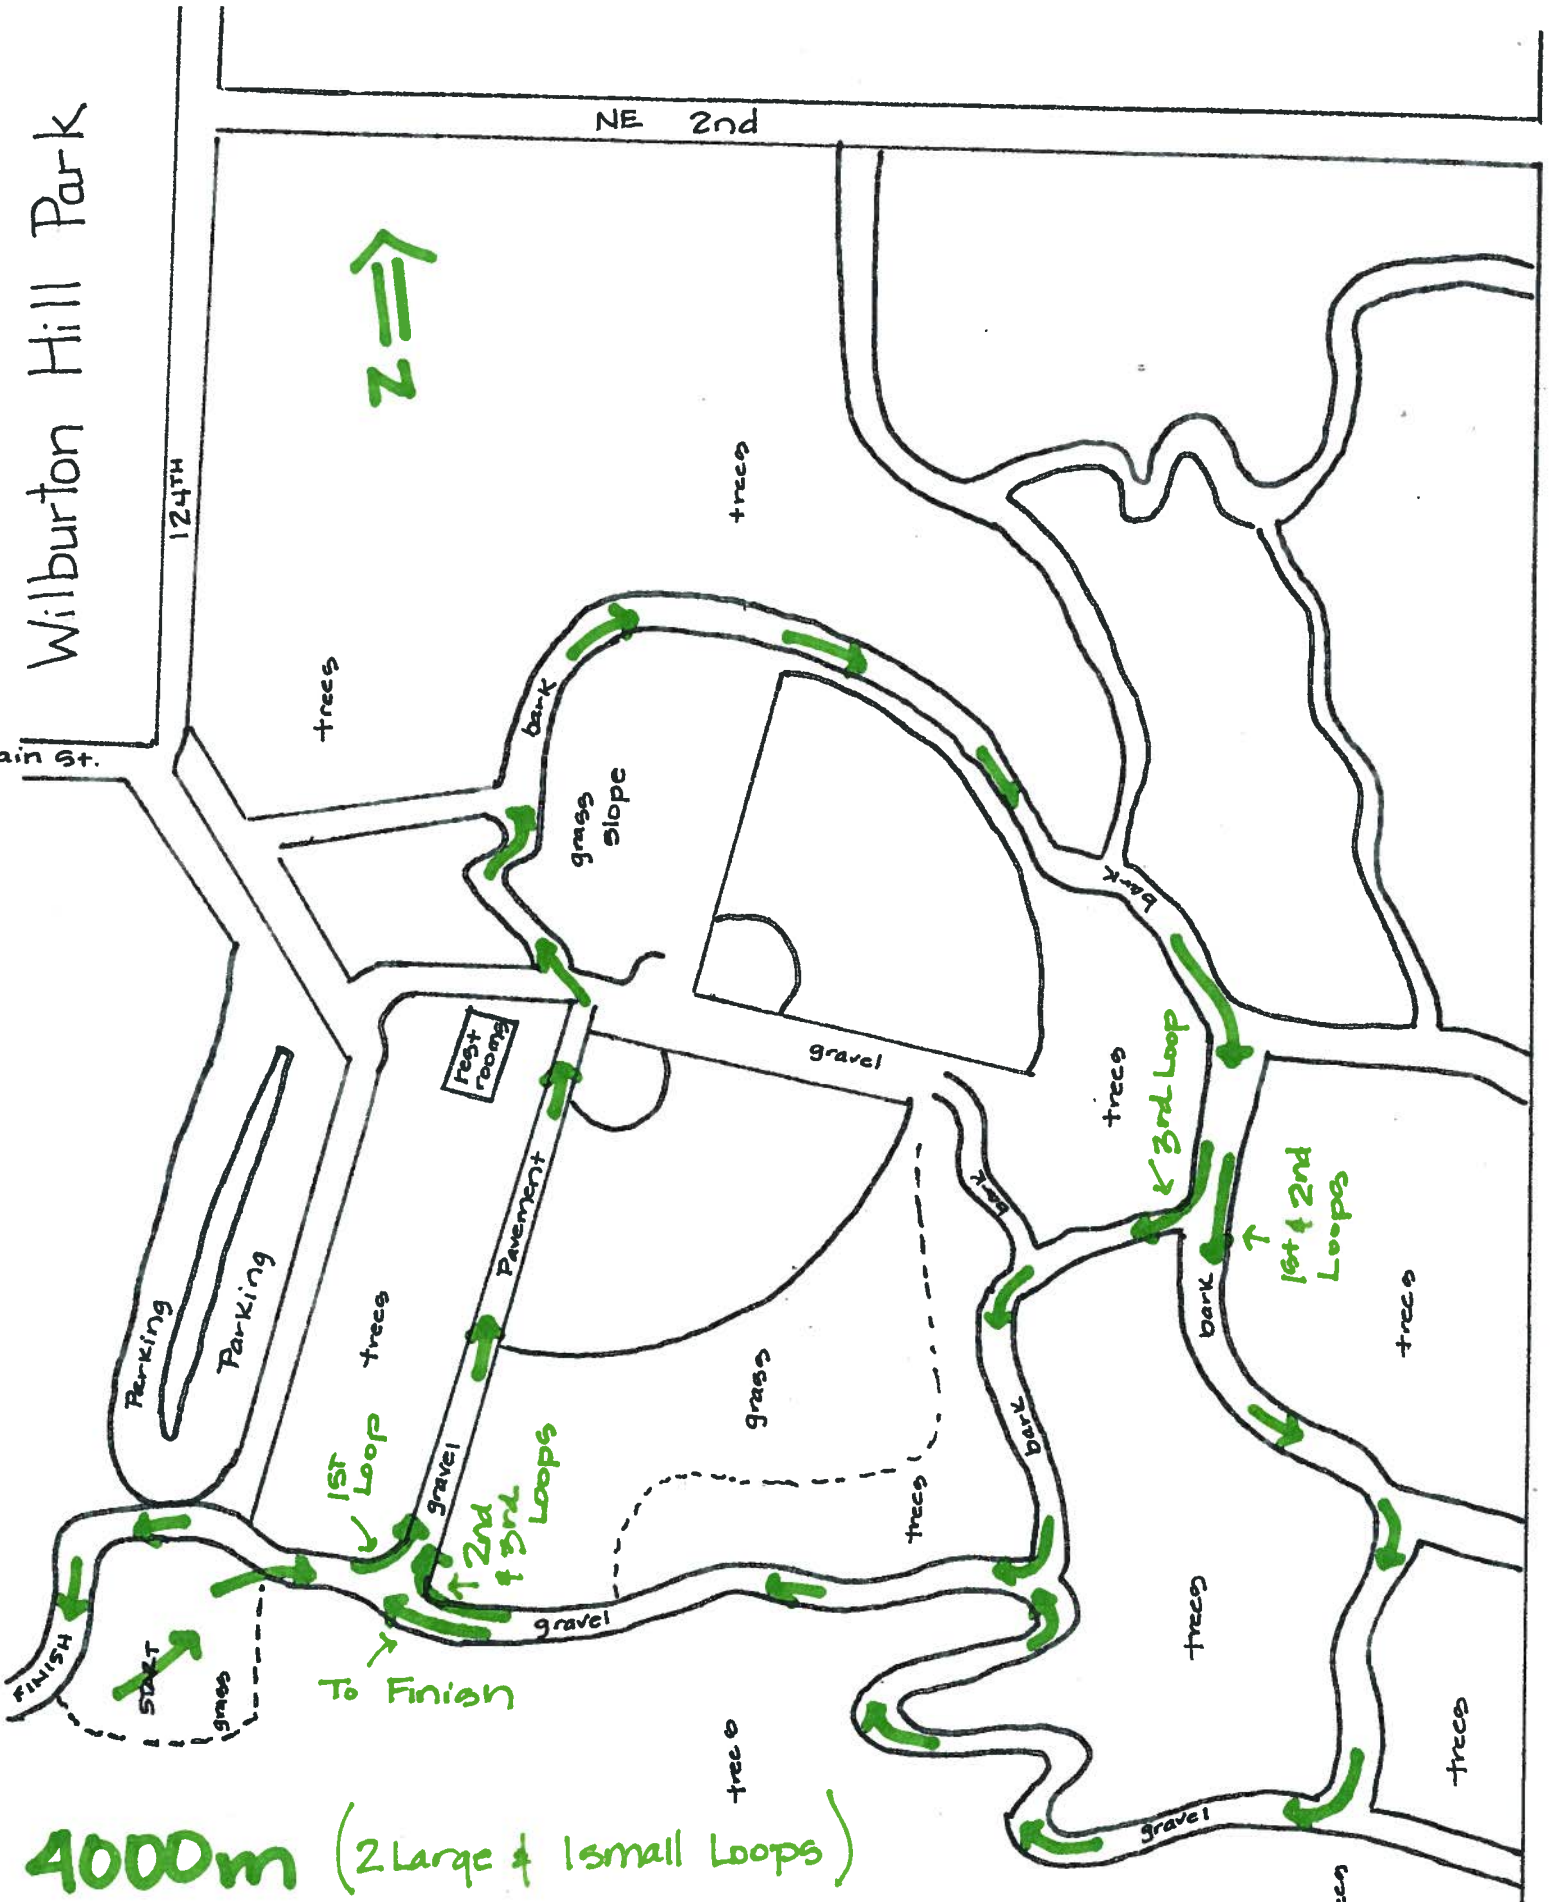 Wilburton Hill Park
NE 2nd
124TH
N
ain St.
trees
trees
bark
grass
slope
bark
rest
rooms
gravel
trees
3rd Loop
bark
1st & 2nd
Loops
Pavement
Parking
Parking
trees
bark
trees
grass
bark
1ST
Loop
gravel
2nd
& 3rd
Loops
trees
gravel
FINISH
START
grass
To Finish
trees
trees
trees
gravel
4000m (2 Large & 1 Small Loops)